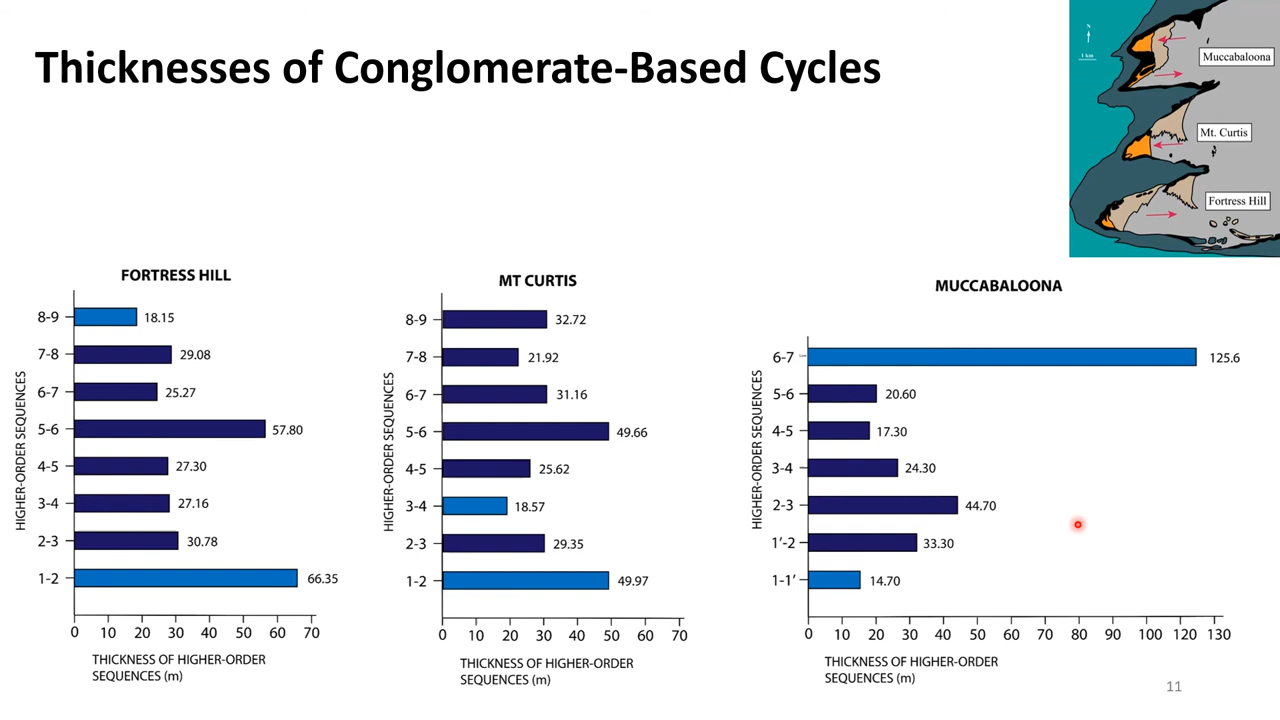 Thicknesses of Conglomerate-Based Cycles
N
1 km
Muccabaloona
Mt. Curtis
Fortress Hill
FORTRESS HILL
HIGHER-ORDER SEQUENCES
8-9 18.15
7-8 29.08
6-7 25.27
5-6 57.80
4-5 27.30
3-4 27.16
2-3 30.78
1-2 66.35
0 10 20 30 40 50 60 70
THICKNESS OF HIGHER-ORDER
SEQUENCES (m)
MT CURTIS
HIGHER-ORDER SEQUENCES
8-9 32.72
7-8 21.92
6-7 31.16
5-6 49.66
4-5 25.62
3-4 18.57
2-3 29.35
1-2 49.97
0 10 20 30 40 50 60 70
THICKNESS OF HIGHER-ORDER
SEQUENCES (m)
MUCCABALOONA
HIGHER-ORDER SEQUENCES
6-7 125.6
5-6 20.60
4-5 17.30
3-4 24.30
2-3 44.70
1′-2 33.30
1-1′ 14.70
0 10 20 30 40 50 60 70 80 90 100 110 120 130
THICKNESS OF HIGHER-ORDER
SEQUENCES (m)
11